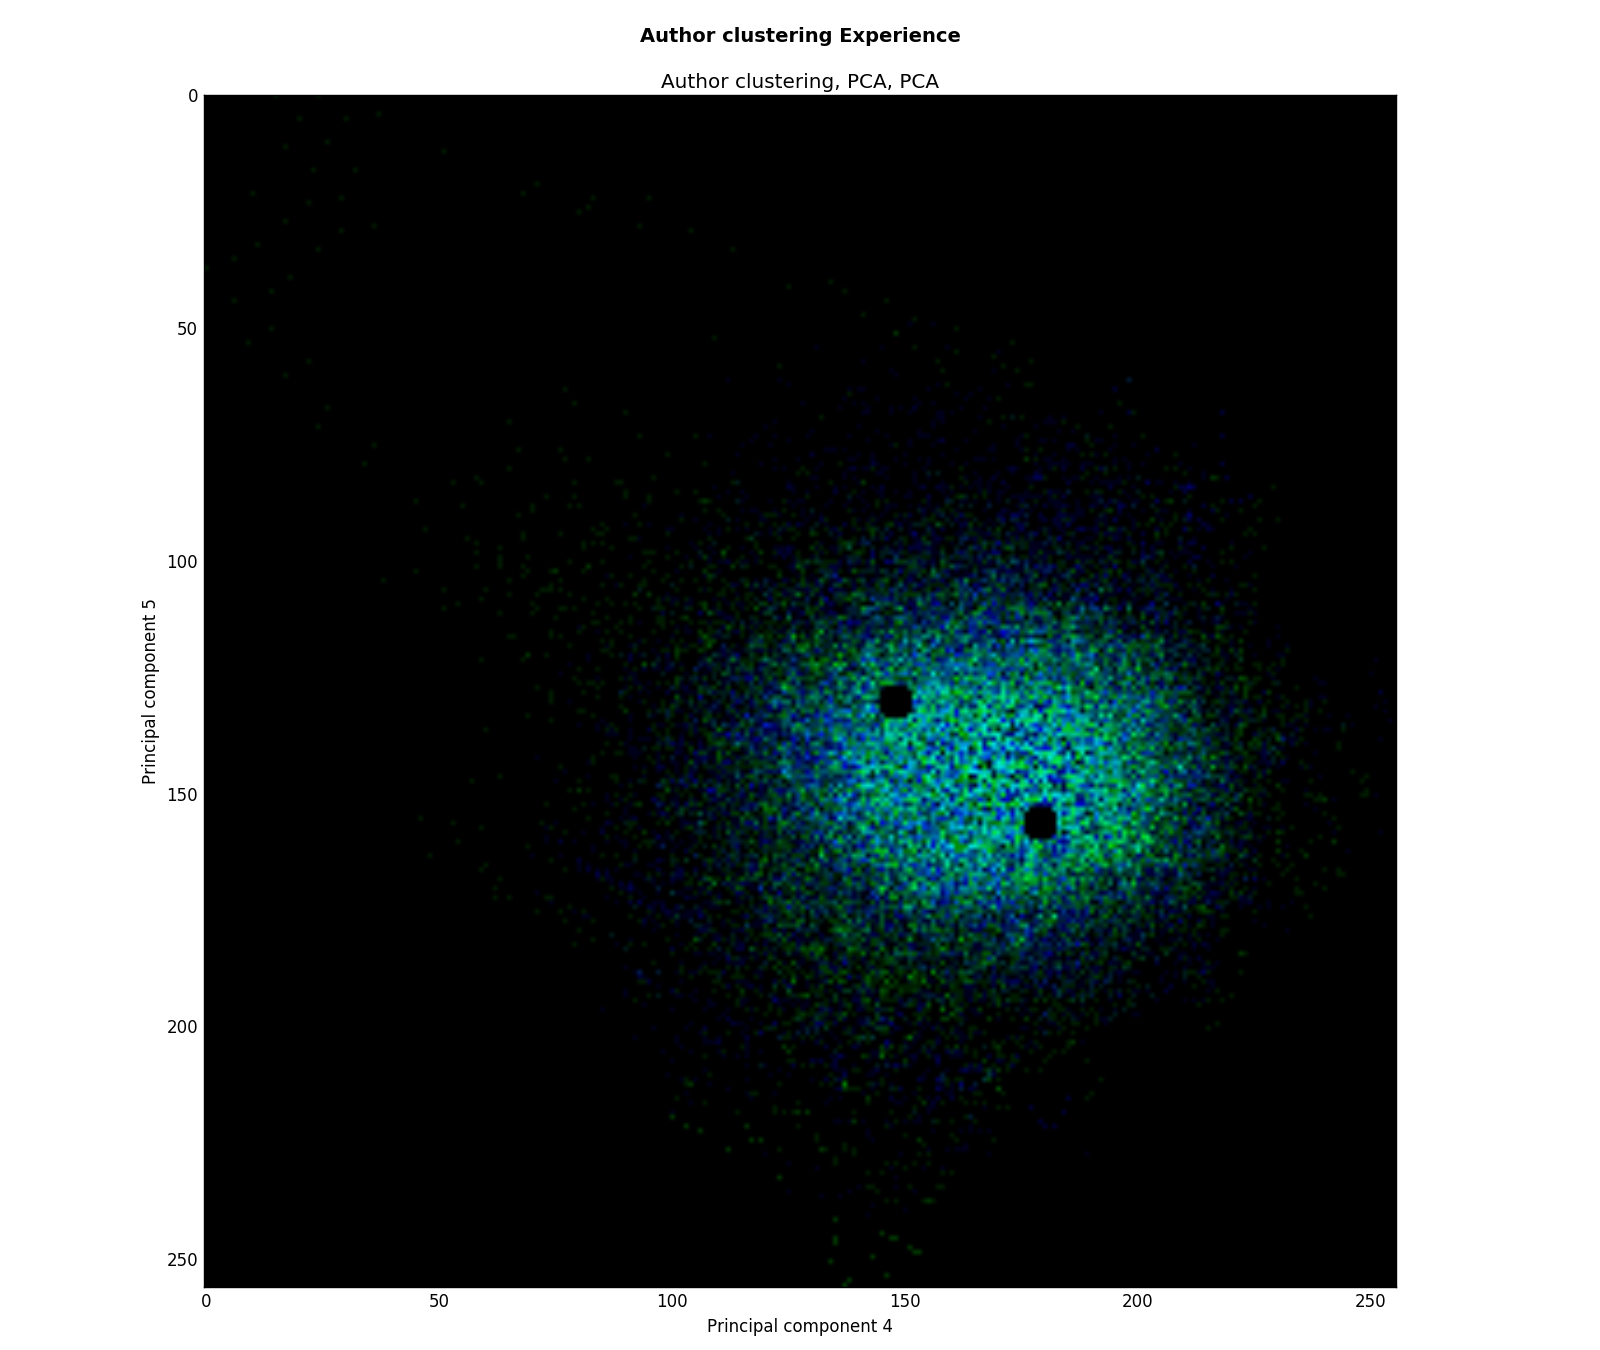 Author clustering Experience
Author clustering, PCA, PCA
0
50
100
150
200
250
Principal component 5
0 50 100 150 200 250
Principal component 4